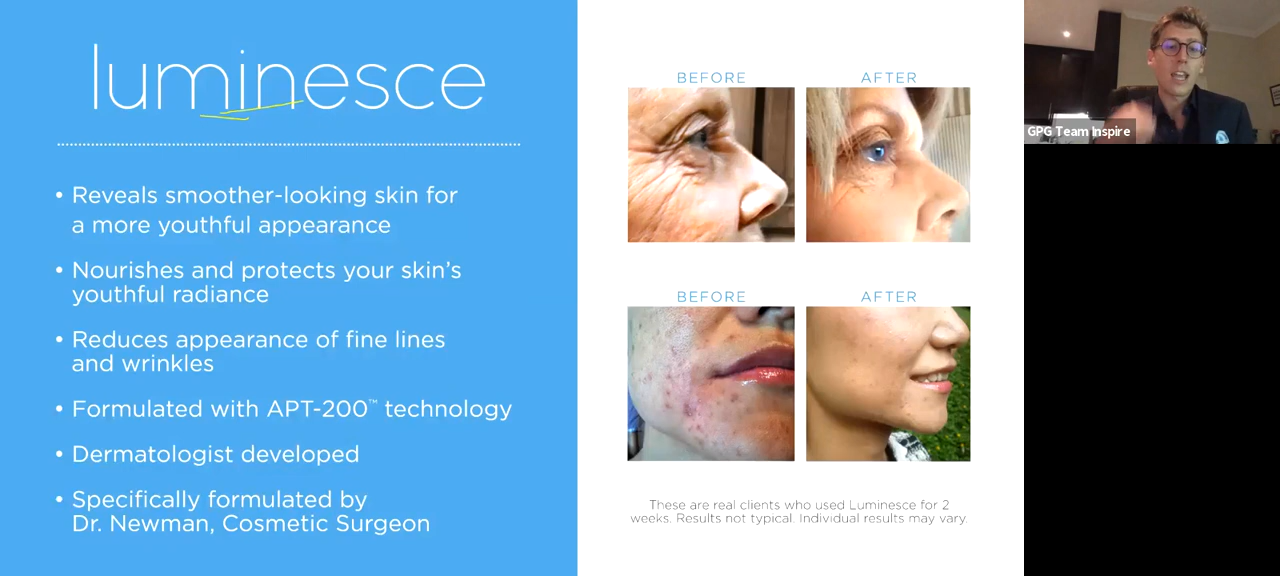 luminesce
• Reveals smoother-looking skin for
a more youthful appearance
• Nourishes and protects your skin's
youthful radiance
• Reduces appearance of fine lines
and wrinkles
• Formulated with APT-200™ technology
• Dermatologist developed
• Specifically formulated by
Dr. Newman, Cosmetic Surgeon
BEFORE AFTER
BEFORE AFTER
These are real clients who used Luminesce for 2
weeks. Results not typical. Individual results may vary.
GPG Team Inspire